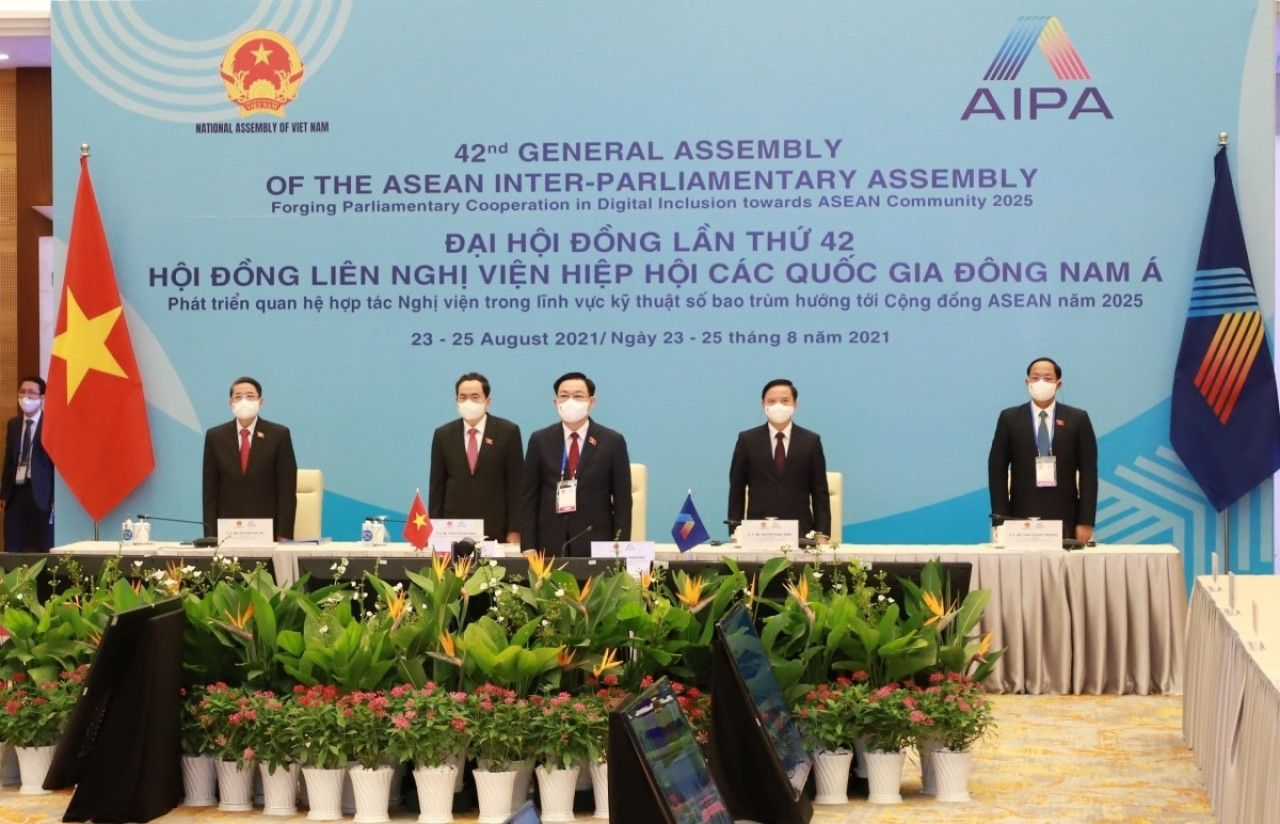 VIỆT NAM
NATIONAL ASSEMBLY OF VIET NAM
AIPA
42nd GENERAL ASSEMBLY
OF THE ASEAN INTER-PARLIAMENTARY ASSEMBLY
Forging Parliamentary Cooperation in Digital Inclusion towards ASEAN Community 2025
ĐẠI HỘI ĐỒNG LẦN THỨ 42
HỘI ĐỒNG LIÊN NGHỊ VIỆN HIỆP HỘI CÁC QUỐC GIA ĐÔNG NAM Á
Phát triển quan hệ hợp tác Nghị viện trong lĩnh vực kỹ thuật số bao trùm hướng tới Cộng đồng ASEAN năm 2025
23 - 25 August 2021/ Ngày 23 - 25 tháng 8 năm 2021